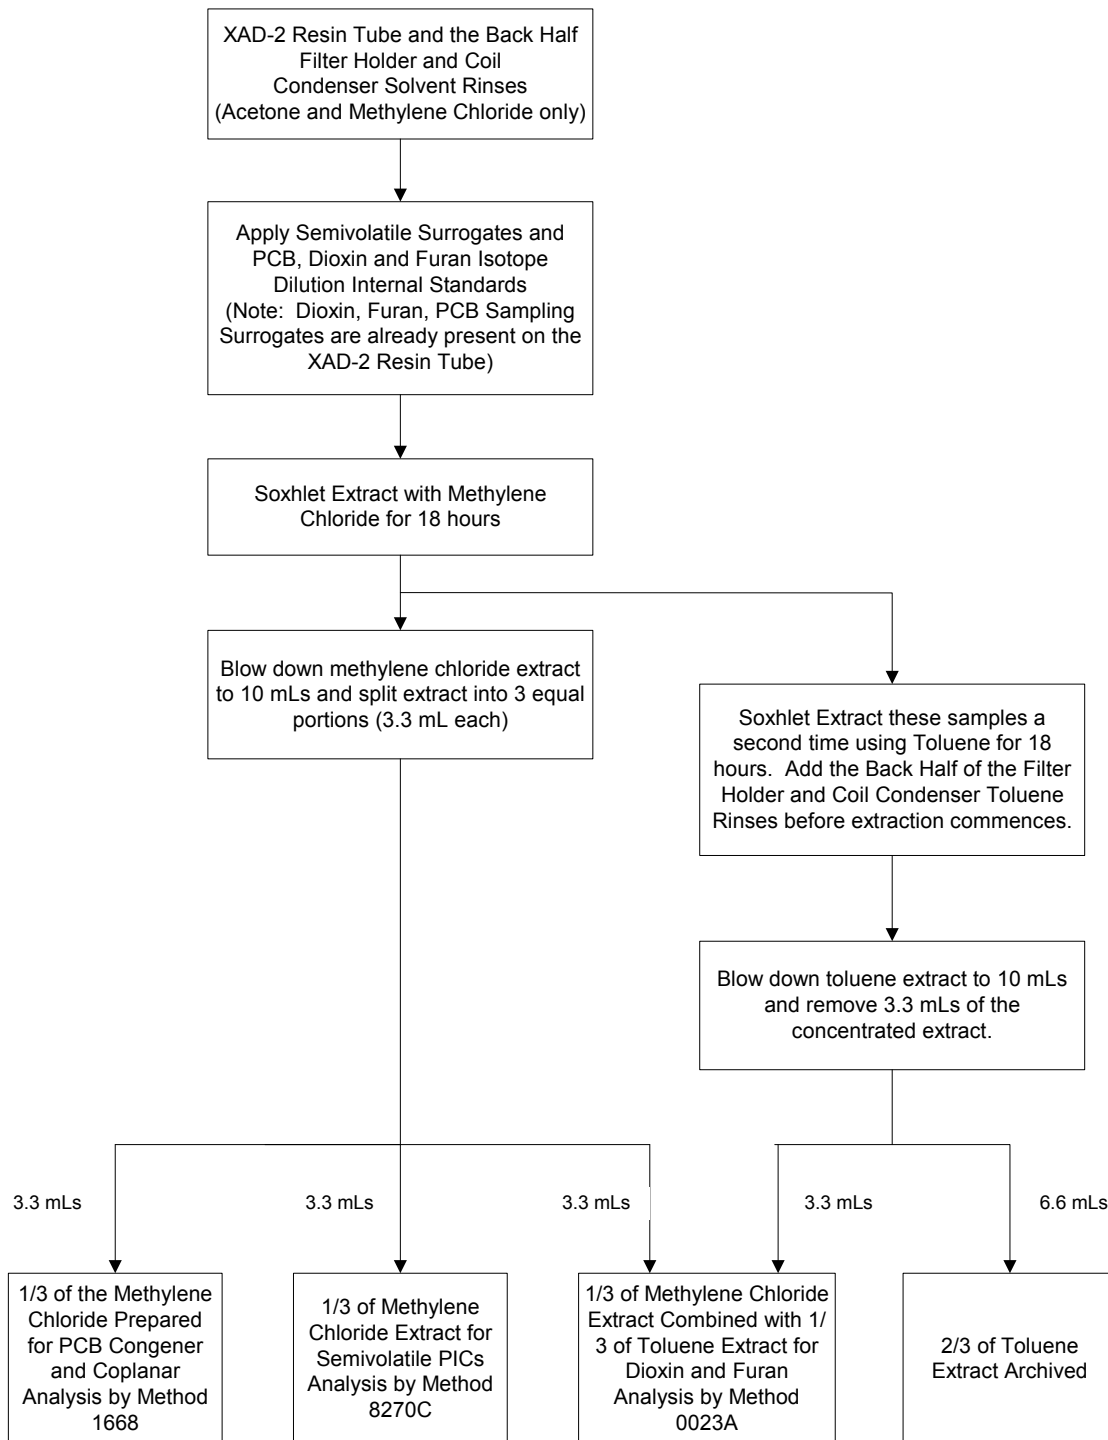 XAD-2 Resin Tube and the Back Half
Filter Holder and Coil
Condenser Solvent Rinses
(Acetone and Methylene Chloride only)
Apply Semivolatile Surrogates and
PCB, Dioxin and Furan Isotope
Dilution Internal Standards
(Note:  Dioxin, Furan, PCB Sampling
Surrogates are already present on the
XAD-2 Resin Tube)
Soxhlet Extract with Methylene
Chloride for 18 hours
Blow down methylene chloride extract
to 10 mLs and split extract into 3 equal
portions (3.3 mL each)
Soxhlet Extract these samples a
second time using Toluene for 18
hours.  Add the Back Half of the Filter
Holder and Coil Condenser Toluene
Rinses before extraction commences.
Blow down toluene extract to 10 mLs
and remove 3.3 mLs of the
concentrated extract.
3.3 mLs
3.3 mLs
3.3 mLs
3.3 mLs
6.6 mLs
1/3 of the Methylene
Chloride Prepared
for PCB Congener
and Coplanar
Analysis by Method
1668
1/3 of Methylene
Chloride Extract for
Semivolatile PICs
Analysis by Method
8270C
1/3 of Methylene Chloride
Extract Combined with 1/
3 of Toluene Extract for
Dioxin and Furan
Analysis by Method
0023A
2/3 of Toluene
Extract Archived